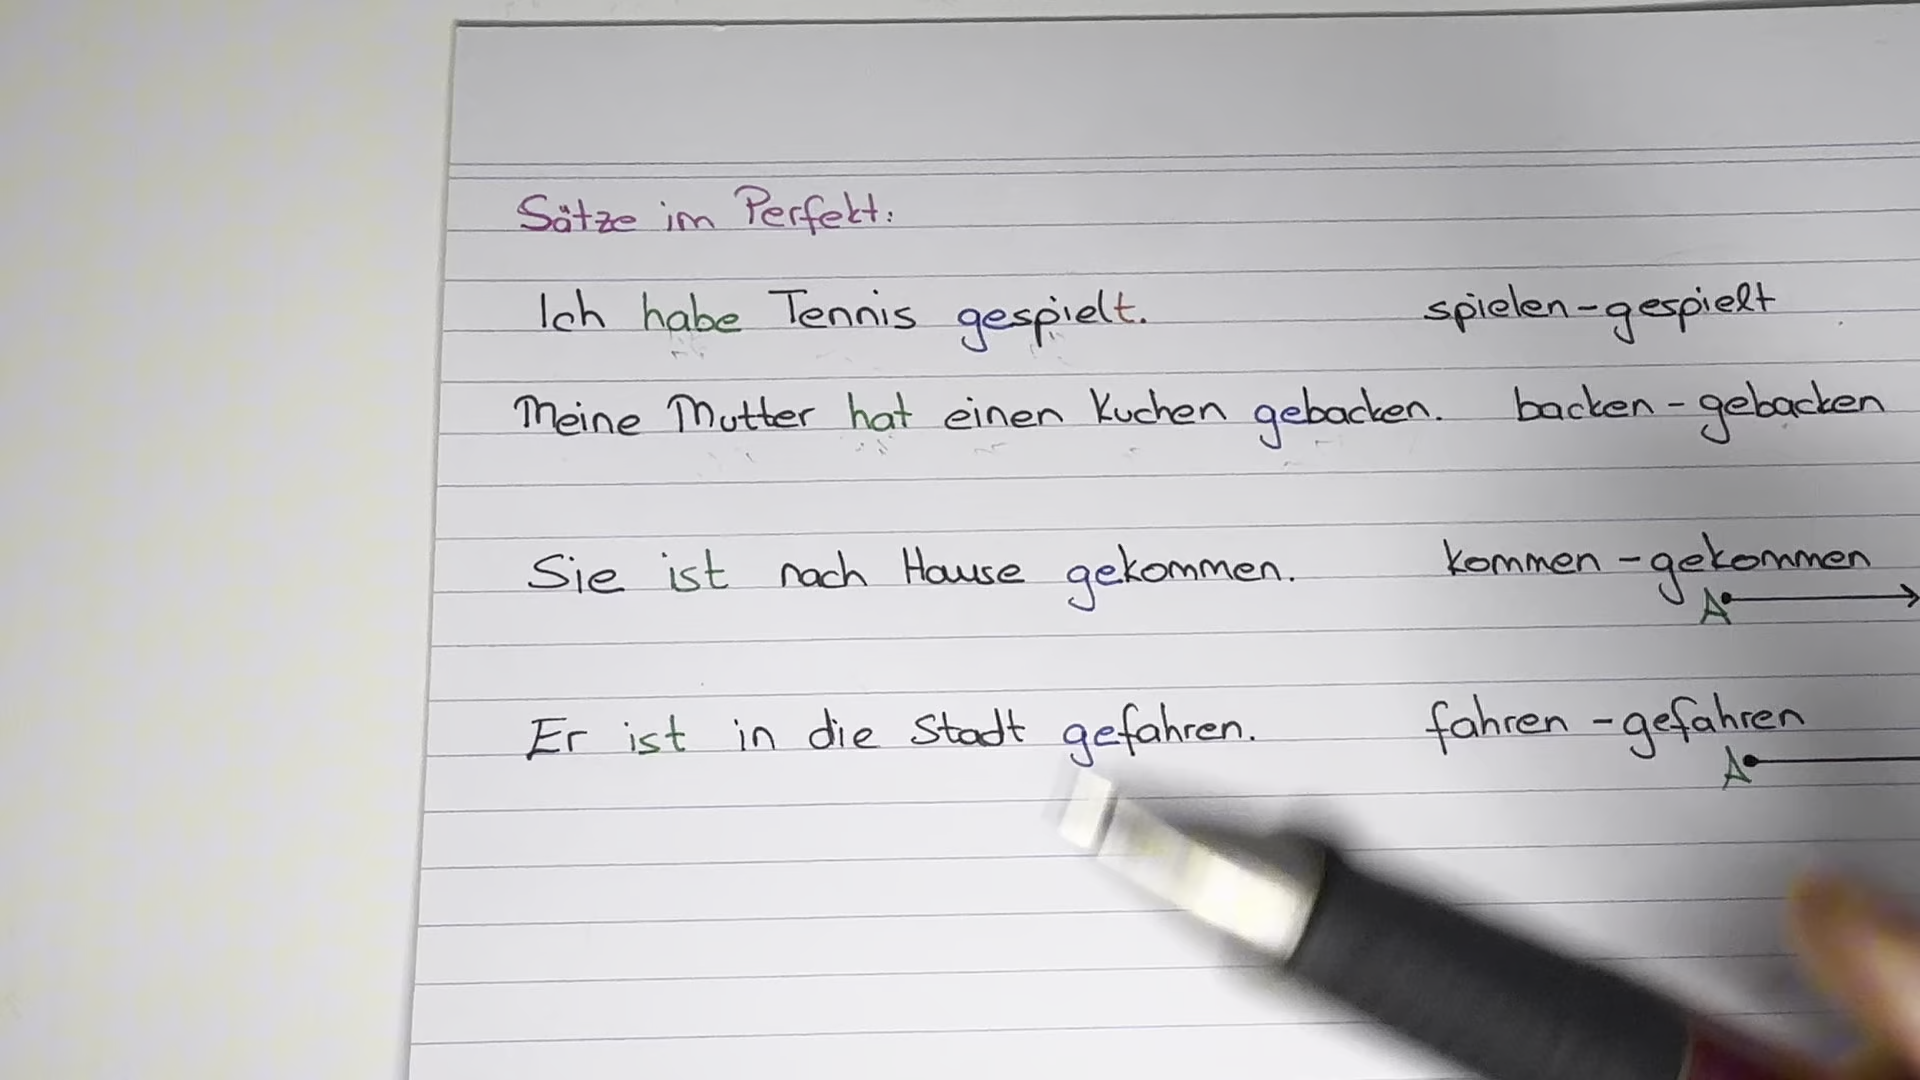 Sätze im Perfekt:
Ich habe Tennis gespielt. spielen-gespielt
Meine Mutter hat einen Kuchen gebacken. backen-gebacken
Sie ist nach Hause gekommen. kommen-gekommen
A
Er ist in die Stadt gefahren. fahren-gefahren
A